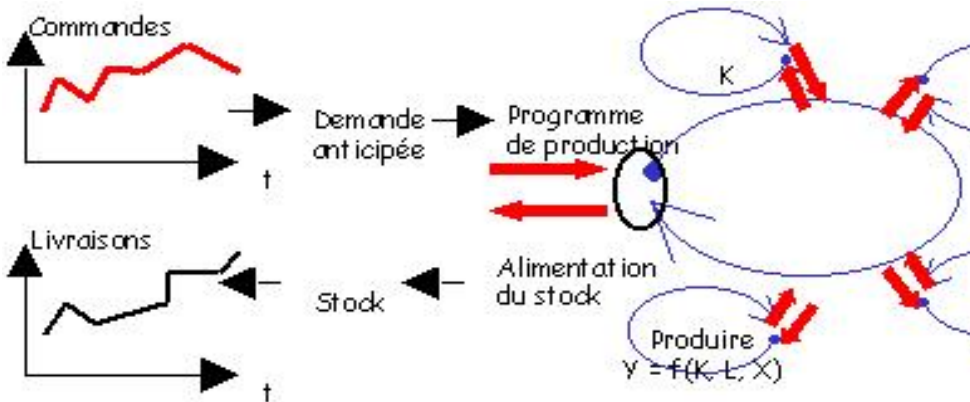 Commandes
K
Demande
anticipée
Programme
de production
t
Livraisons
Stock
Alimentation
du stock
Produire
Y = f(K, L, X)
t